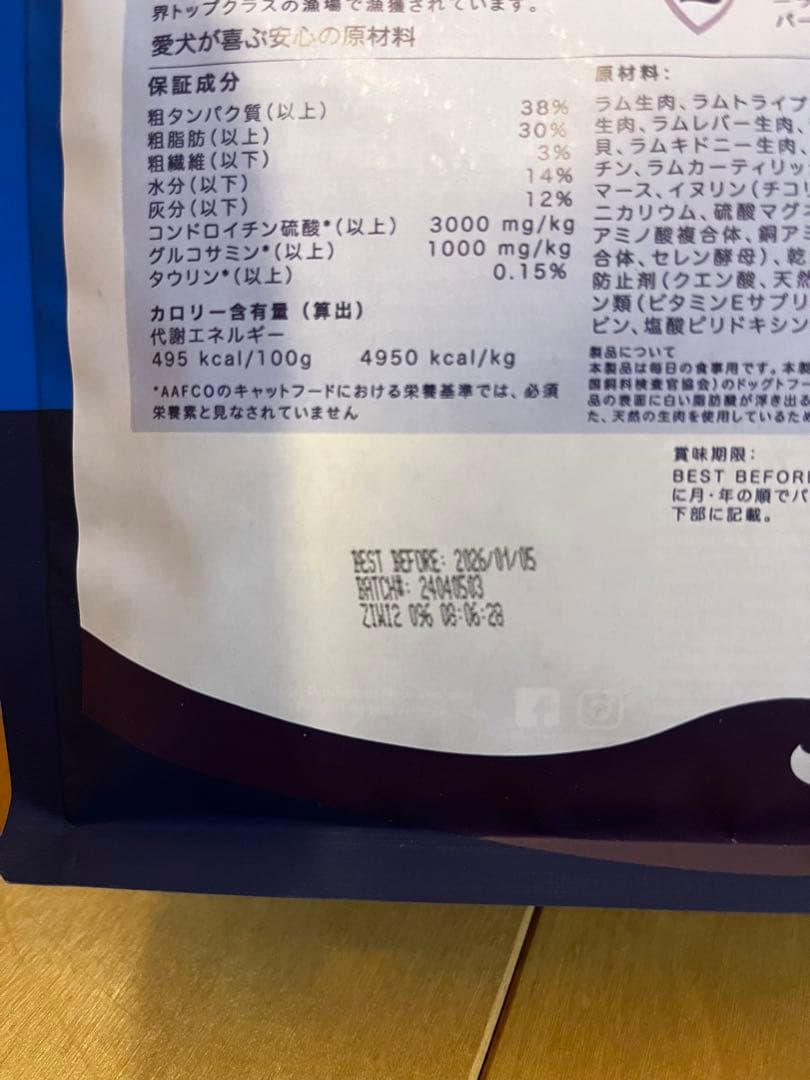 界トップクラスの漁場で漁獲されています。
愛犬が喜ぶ安心の原材料
保証成分
粗タンパク質(以上) 38%
粗脂肪(以上) 30%
粗繊維(以下) 3%
水分(以下) 14%
灰分(以下) 12%
コンドロイチン硫酸*(以上) 3000 mg/kg
グルコサミン*(以上) 1000 mg/kg
タウリン*(以上) 0.15%
カロリー含有量(算出)
代謝エネルギー
495 kcal/100g 4950 kcal/kg
*AAFCOのキャットフードにおける栄養基準では、必須
栄養素と見なされていません
原材料:
ラム生肉、ラムトライプ
生肉、ラムレバー生肉、
貝、ラムキドニー生肉、
チン、ラムカーティリッ
マース、イヌリン(チコリ
ニカリウム、硫酸マグネ
アミノ酸複合体、銅アミ
合体、セレン酵母)、乾
防止剤(クエン酸、天然
ン類(ビタミンEサプリ
ビン、塩酸ピリドキシン
製品について
本製品は毎日の食事用です。本製
国飼料検査官協会)のドッグトフー
品の表面に白い脂肪酸が浮き出る
た、天然の生肉を使用しているため
賞味期限:
BEST BEFORE
に月・年の順でパ
下部に記載。
BEST BEFORE: 2026/01/05
BATCH#: 24040503
ZIWI2 096 08:06:28